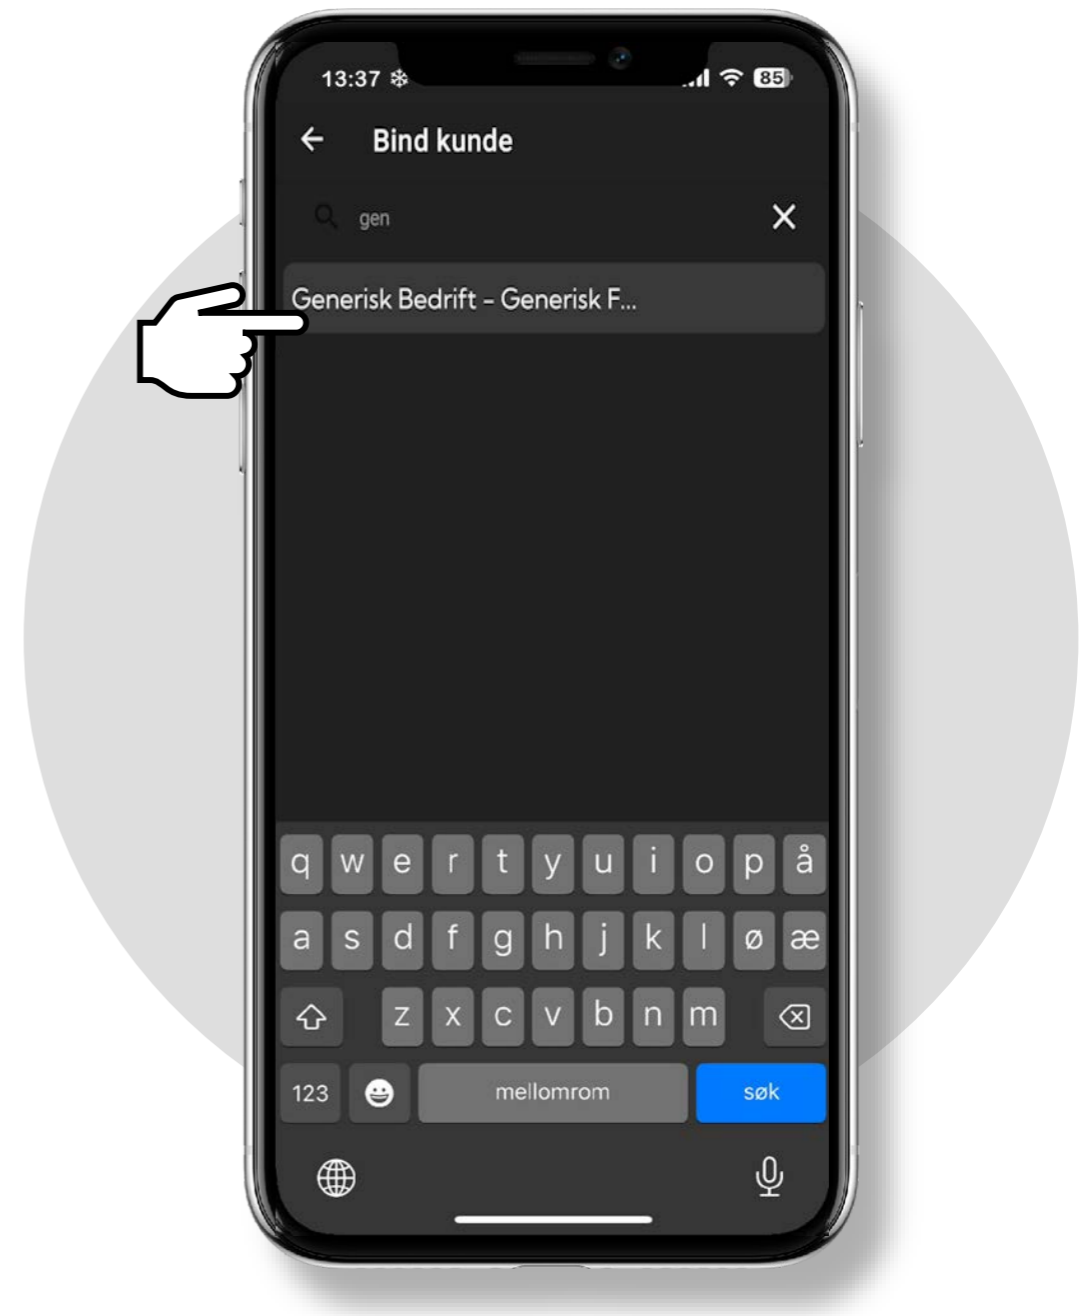 13:37 85
Bind kunde
gen
Generisk Bedrift - Generisk F...
q w e r t y u i o p å
a s d f g h j k l ø æ
z x c v b n m
123 mellomrom søk